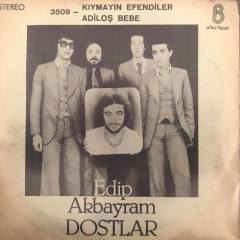 STEREO
3509 – KIYMAYIN EFENDİLER
ADİLOŞ BEBE
Edip
Akbayram
DOSTLAR